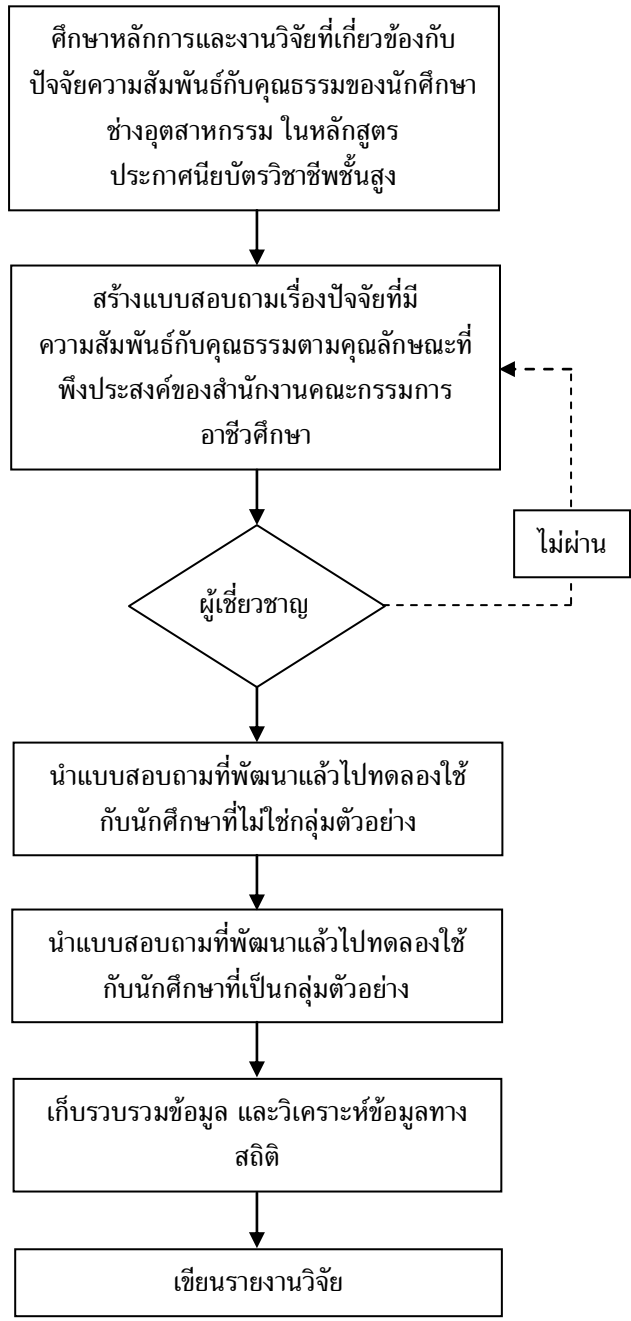 ศึกษาหลักการและงานวิจัยที่เกี่ยวข้องกับ
ปัจจัยความสัมพันธ์กับคุณธรรมของนักศึกษา
ช่างอุตสาหกรรม ในหลักสูตร
ประกาศนียบัตรวิชาชีพชั้นสูง
สร้างแบบสอบถามเรื่องปัจจัยที่มี
ความสัมพันธ์กับคุณธรรมตามคุณลักษณะที่
พึงประสงค์ของสำนักงานคณะกรรมการ
อาชีวศึกษา
ไม่ผ่าน
ผู้เชี่ยวชาญ
นำแบบสอบถามที่พัฒนาแล้วไปทดลองใช้
กับนักศึกษาที่ไม่ใช่กลุ่มตัวอย่าง
นำแบบสอบถามที่พัฒนาแล้วไปทดลองใช้
กับนักศึกษาที่เป็นกลุ่มตัวอย่าง
เก็บรวบรวมข้อมูล และวิเคราะห์ข้อมูลทาง
สถิติ
เขียนรายงานวิจัย